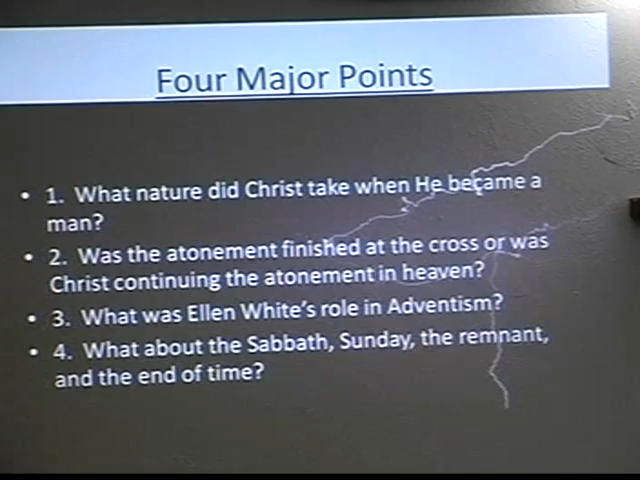 Four Major Points
• 1. What nature did Christ take when He became a
man?
• 2. Was the atonement finished at the cross or was
Christ continuing the atonement in heaven?
• 3. What was Ellen White's role in Adventism?
• 4. What about the Sabbath, Sunday, the remnant,
and the end of time?